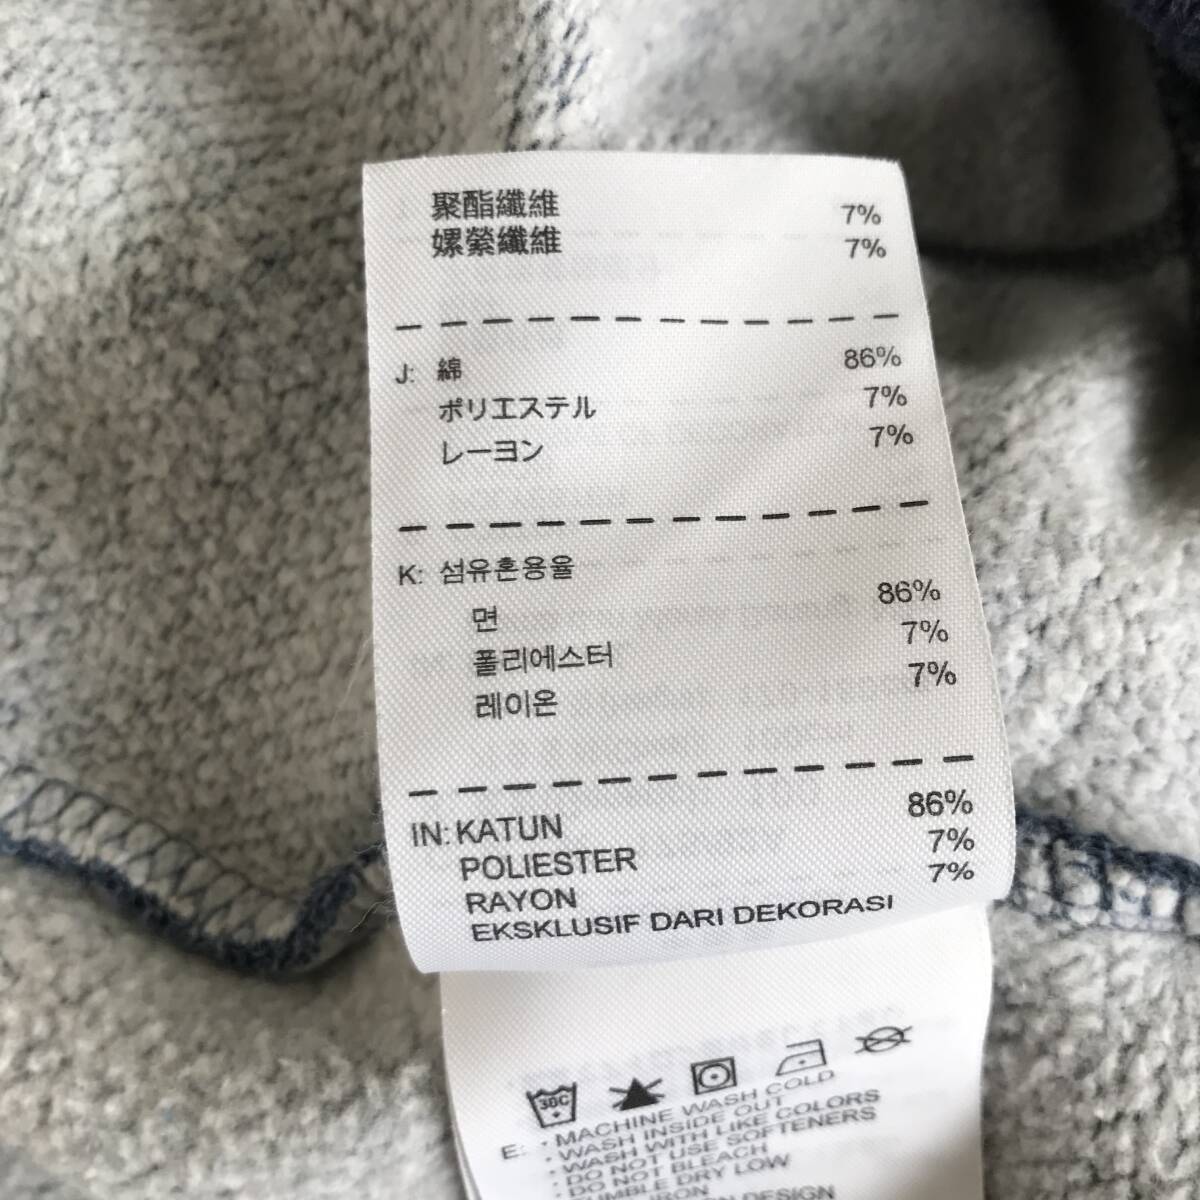 聚酯纖維 7%
嫘縈纖維 7%
J: 綿 86%
ポリエステル 7%
レーヨン 7%
K: 섬유혼용율
면 86%
폴리에스터 7%
레이온 7%
IN: KATUN 86%
POLIESTER 7%
RAYON 7%
EKSKLUSIF DARI DEKORASI
30C
E: · MACHINE WASH COLD
· WASH INSIDE OUT
· WASH WITH LIKE COLORS
· DO NOT USE SOFTENERS
· DO NOT BLEACH
· TUMBLE DRY LOW
IRON
DESIGN